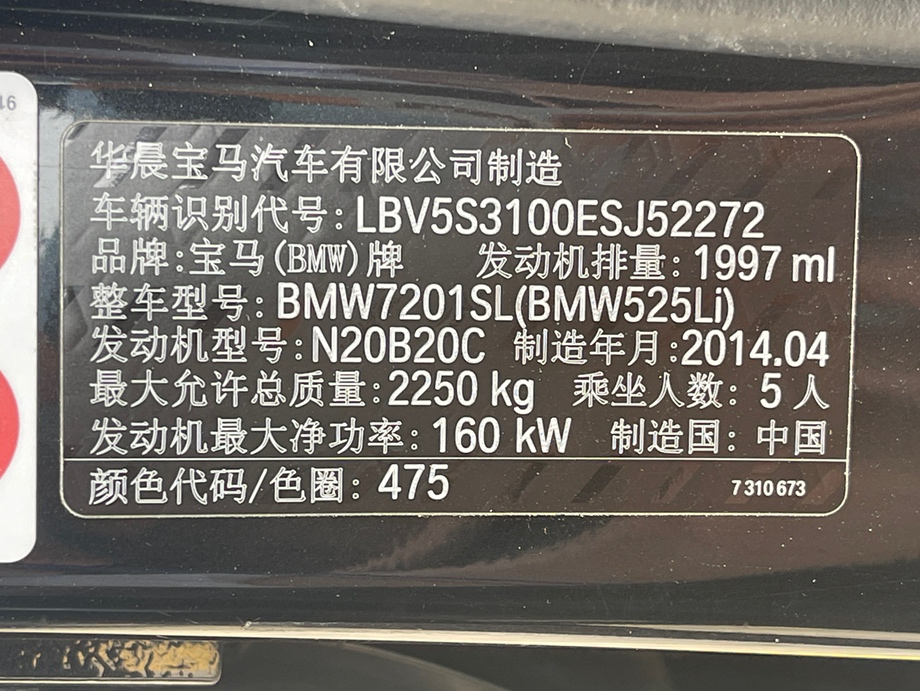 16
华晨宝马汽车有限公司制造
车辆识别代号:LBV5S3100ESJ52272
品牌:宝马(BMW)牌 发动机排量:1997 ml
整车型号:BMW7201SL(BMW525Li)
发动机型号:N20B20C 制造年月:2014.04
最大允许总质量:2250 kg 乘坐人数:5人
发动机最大净功率:160 kW 制造国:中国
颜色代码/色圈:475 7 310 673